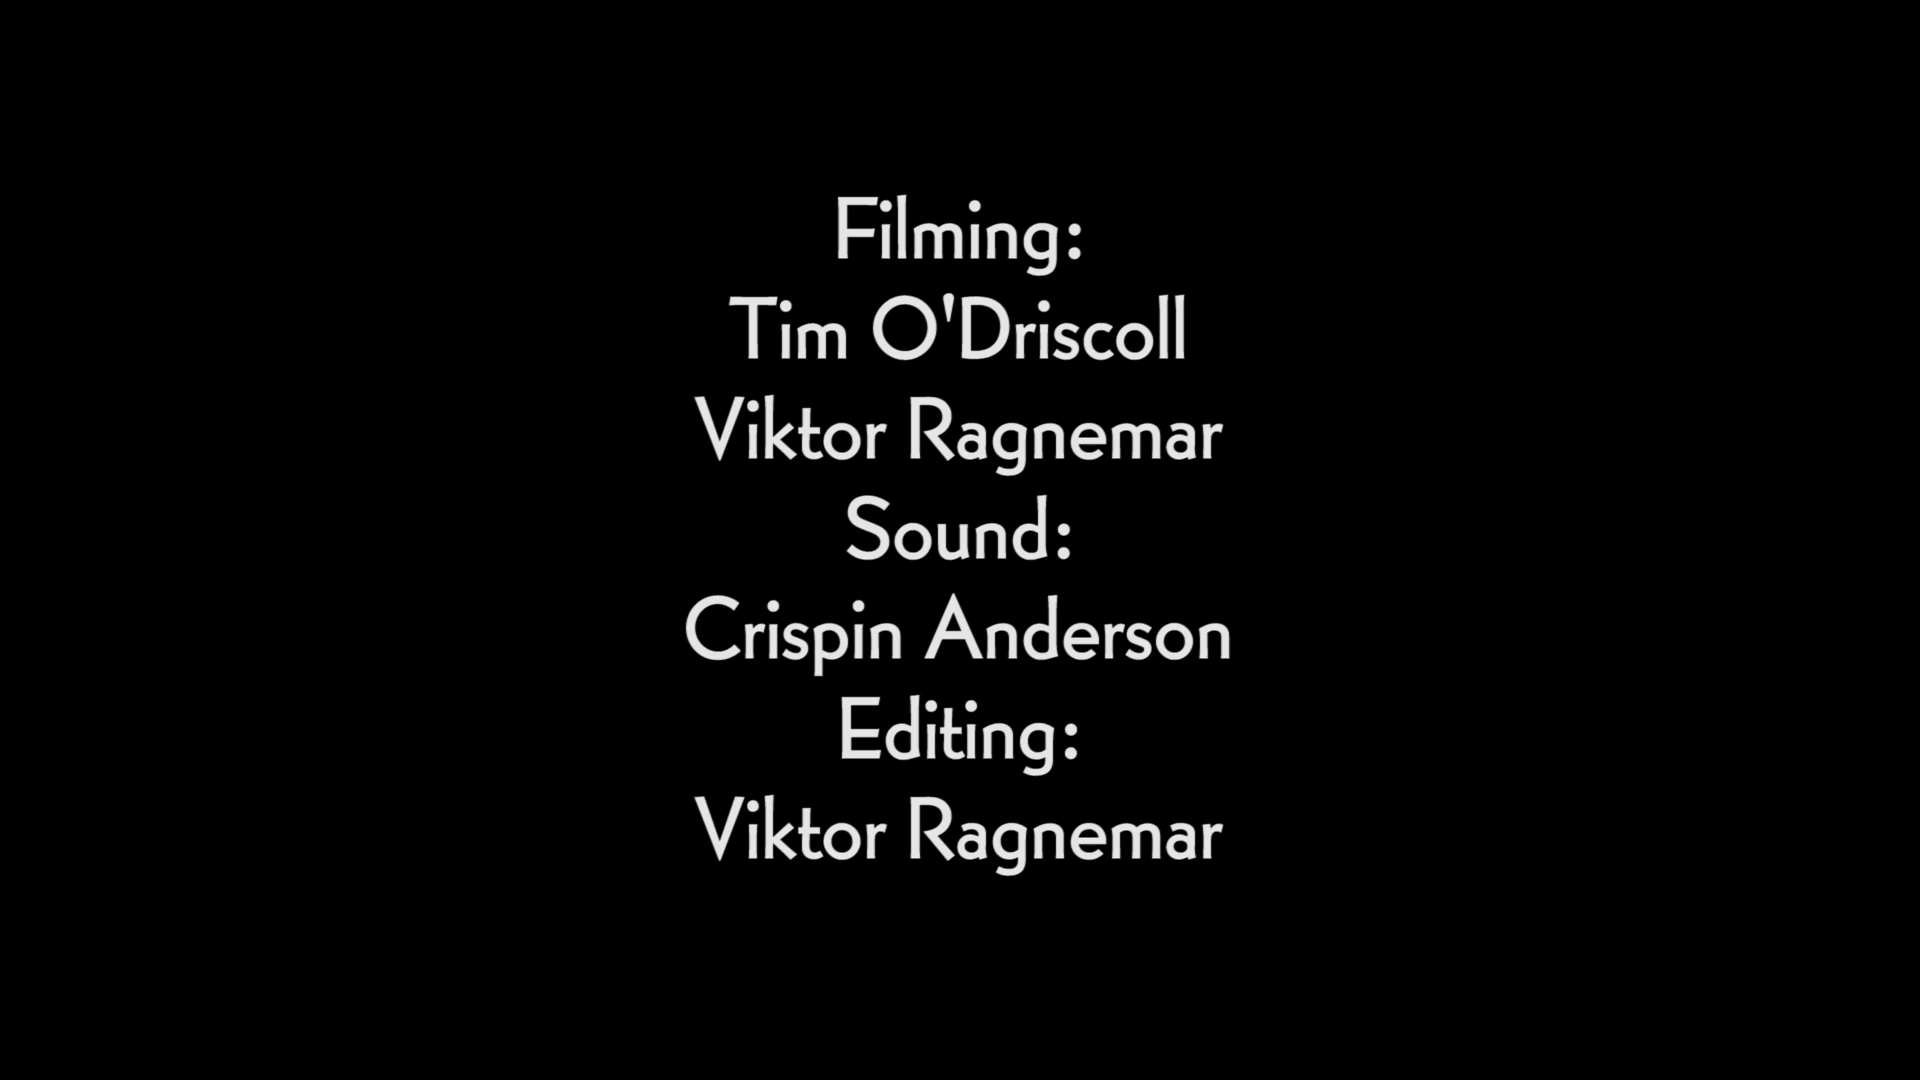 Filming:
Tim O'Driscoll
Viktor Ragnemar
Sound:
Crispin Anderson
Editing:
Viktor Ragnemar